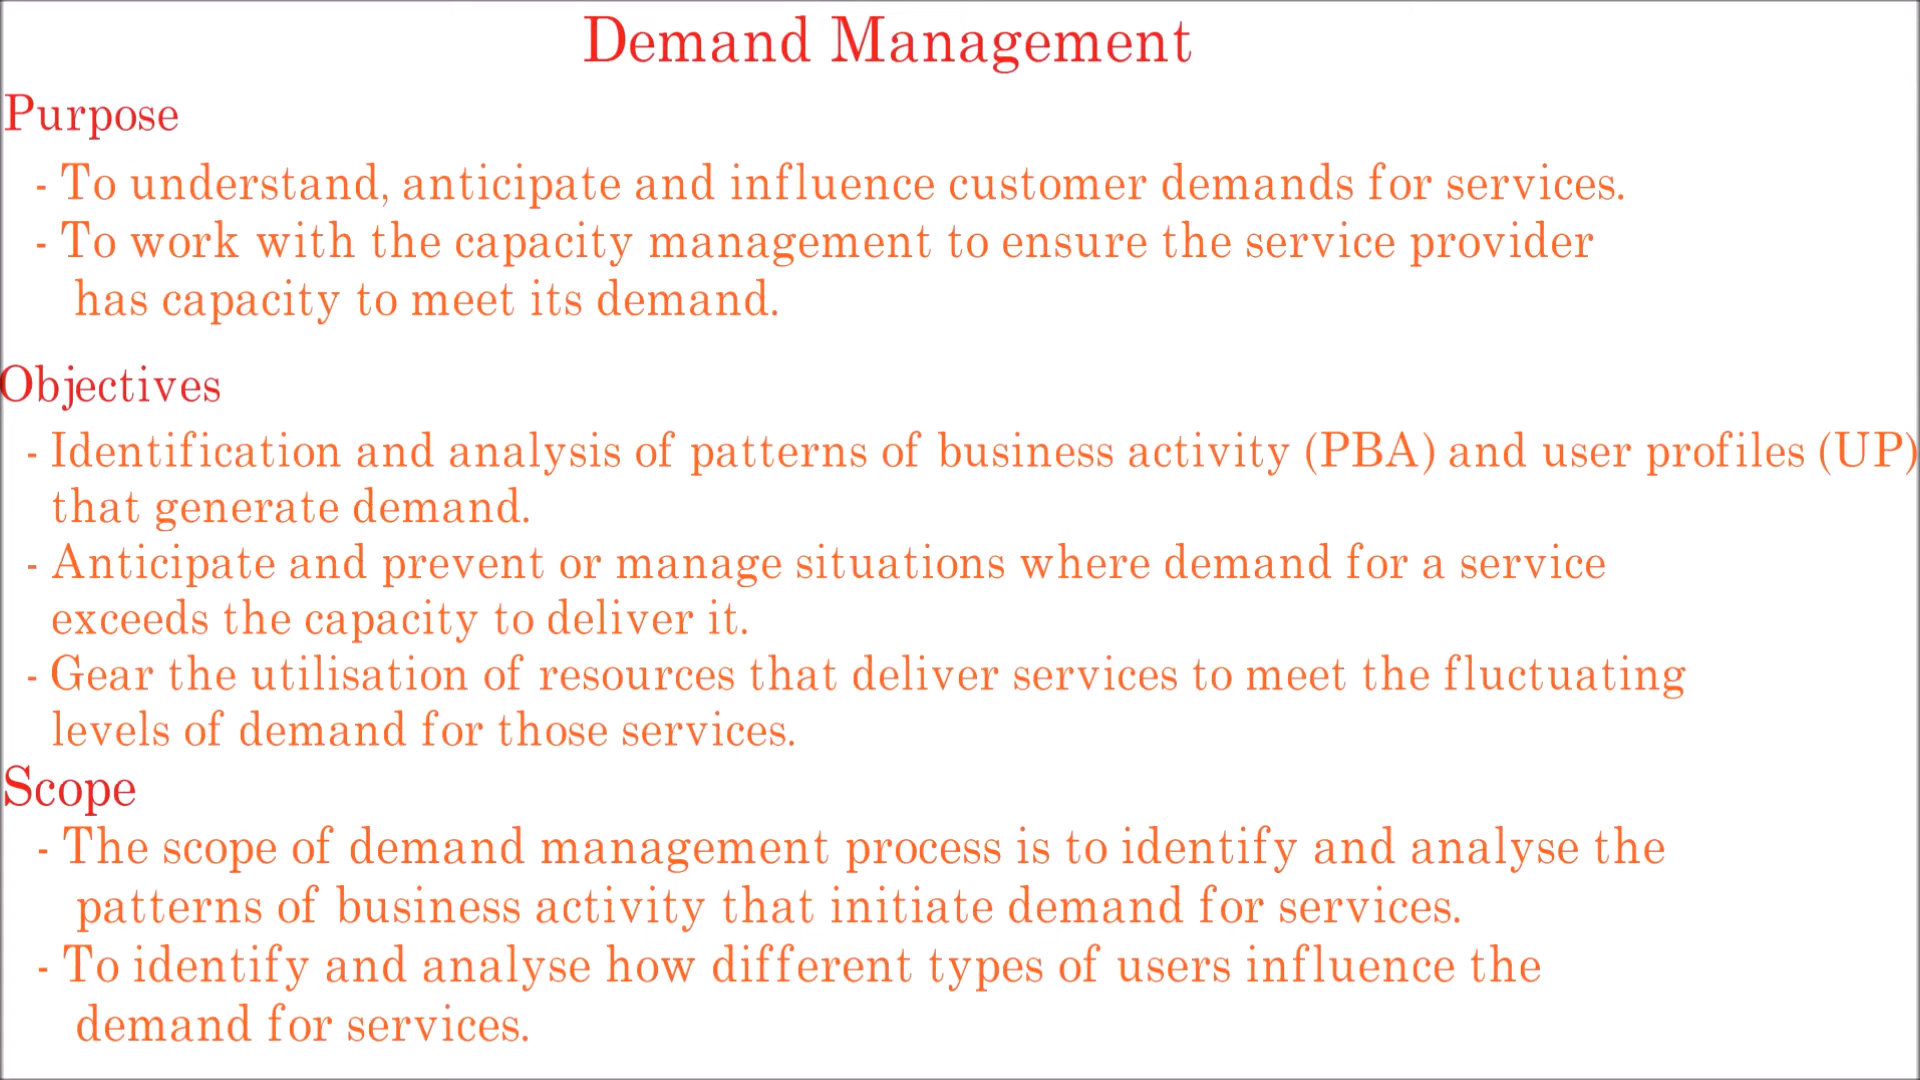 Demand Management
Purpose
- To understand, anticipate and influence customer demands for services.
- To work with the capacity management to ensure the service provider
has capacity to meet its demand.
Objectives
- Identification and analysis of patterns of business activity (PBA) and user profiles (UP)
that generate demand.
- Anticipate and prevent or manage situations where demand for a service
exceeds the capacity to deliver it.
- Gear the utilisation of resources that deliver services to meet the fluctuating
levels of demand for those services.
Scope
- The scope of demand management process is to identify and analyse the
patterns of business activity that initiate demand for services.
- To identify and analyse how different types of users influence the
demand for services.